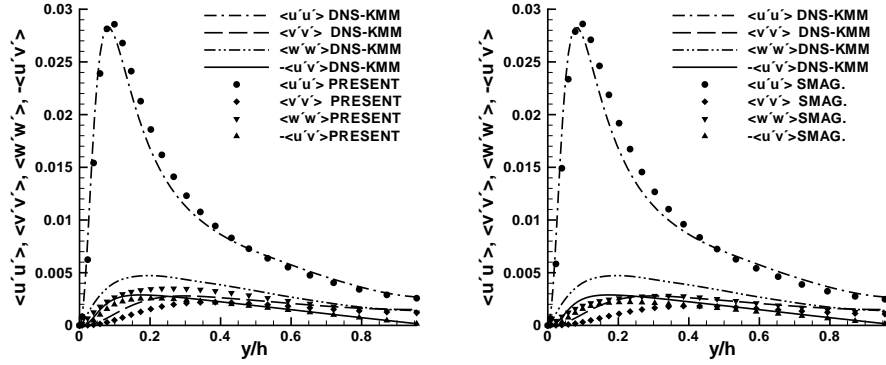 <u´u´>, <v´v´>, <w´w´>, -<u´v´>
0.03
0.025
0.02
0.015
0.01
0.005
0
0 0.2 0.4 0.6 0.8
y/h
<u´u´> DNS-KMM
<v´v´> DNS-KMM
<w´w´> DNS-KMM
-<u´v´> DNS-KMM
<u´u´> PRESENT
<v´v´> PRESENT
<w´w´> PRESENT
-<u´v´> PRESENT
<u´u´>, <v´v´>, <w´w´>, -<u´v´>
0.03
0.025
0.02
0.015
0.01
0.005
0
0 0.2 0.4 0.6 0.8
y/h
<u´u´> DNS-KMM
<v´v´> DNS-KMM
<w´w´> DNS-KMM
-<u´v´> DNS-KMM
<u´u´> SMAG.
<v´v´> SMAG.
<w´w´> SMAG.
-<u´v´> SMAG.